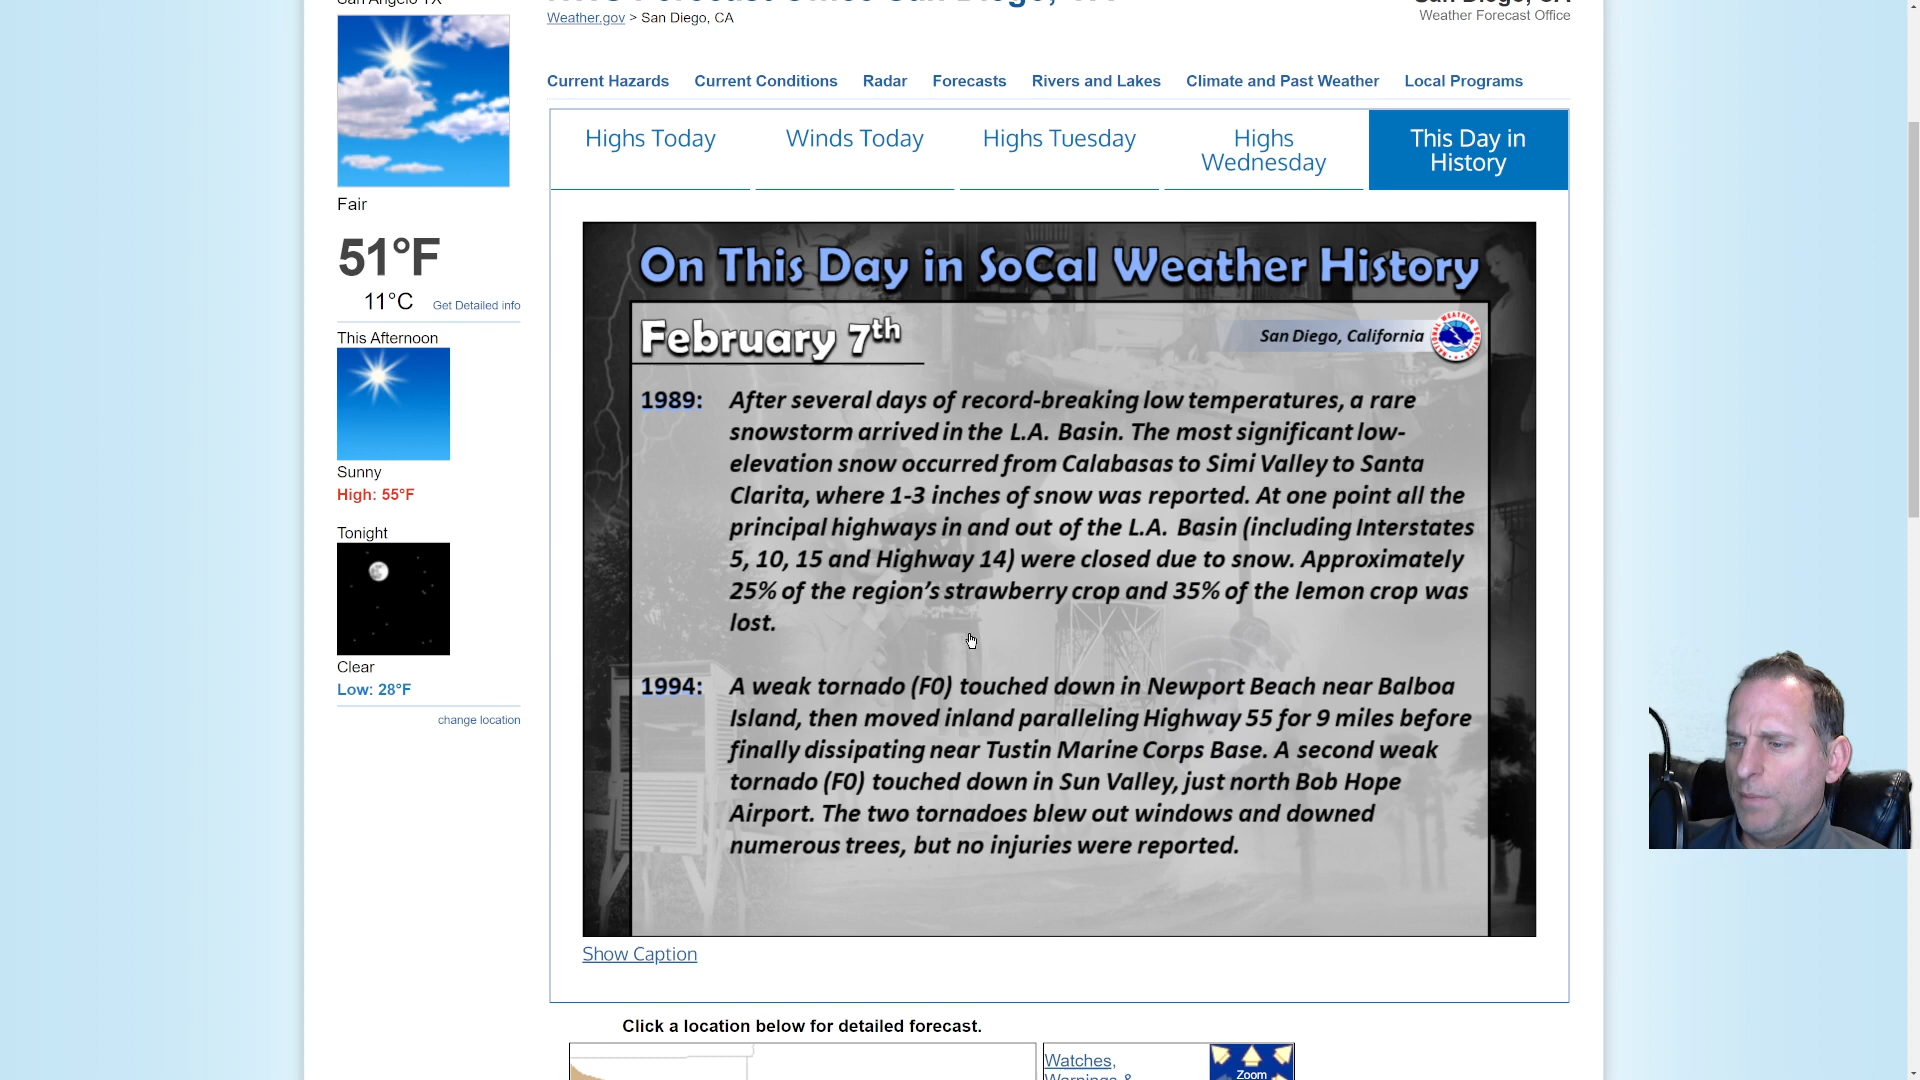 San Angelo TX
Fair
51°F
11°C Get Detailed info
This Afternoon
Sunny
High: 55°F
Tonight
Clear
Low: 28°F
change location
Weather.gov > San Diego, CA
Weather Forecast Office
Current Hazards Current Conditions Radar Forecasts Rivers and Lakes Climate and Past Weather Local Programs
Highs Today Winds Today Highs Tuesday Highs
Wednesday
This Day in
History
On This Day in SoCal Weather History
February 7th
San Diego, California
1989: After several days of record-breaking low temperatures, a rare
snowstorm arrived in the L.A. Basin. The most significant low-
elevation snow occurred from Calabasas to Simi Valley to Santa
Clarita, where 1-3 inches of snow was reported. At one point all the
principal highways in and out of the L.A. Basin (including Interstates
5, 10, 15 and Highway 14) were closed due to snow. Approximately
25% of the region's strawberry crop and 35% of the lemon crop was
lost.
1994: A weak tornado (F0) touched down in Newport Beach near Balboa
Island, then moved inland paralleling Highway 55 for 9 miles before
finally dissipating near Tustin Marine Corps Base. A second weak
tornado (F0) touched down in Sun Valley, just north Bob Hope
Airport. The two tornadoes blew out windows and downed
numerous trees, but no injuries were reported.
Show Caption
Click a location below for detailed forecast.
Watches,
Warnings &
Zoom